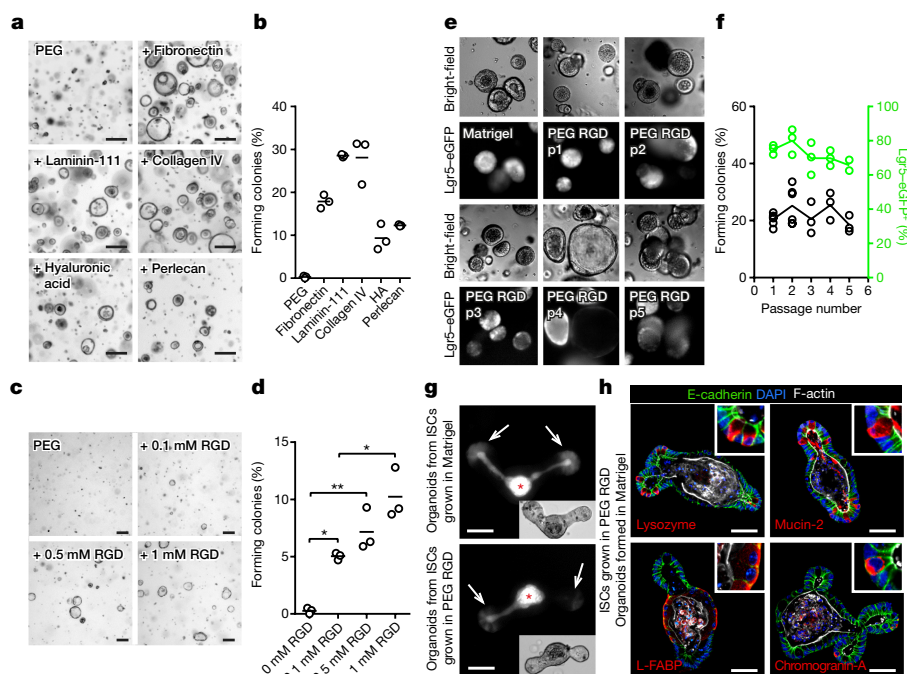 a
PEG
+ Fibronectin
+ Laminin-111
+ Collagen IV
+ Hyaluronic
acid
+ Perlecan
b
Forming colonies (%)
40
30
20
10
0
PEG
Fibronectin
Laminin-111
Collagen IV
HA
Perlecan
c
PEG
+ 0.1 mM RGD
+ 0.5 mM RGD
+ 1 mM RGD
d
Forming colonies (%)
15
10
5
0
*
**
*
0 mM RGD
0.1 mM RGD
0.5 mM RGD
1 mM RGD
e
Bright-field
Lgr5–eGFP
Matrigel
PEG RGD
p1
PEG RGD
p2
Bright-field
Lgr5–eGFP
PEG RGD
p3
PEG RGD
p4
PEG RGD
p5
f
Forming colonies (%)
60
40
20
0
0 1 2 3 4 5 6
Passage number
100
80
60
40
20
0
Lgr5–eGFP⁺ (%)
g
Organoids from ISCs
grown in Matrigel
*
Organoids from ISCs
grown in PEG RGD
*
h
E-cadherin DAPI F-actin
ISCs grown in PEG RGD
Organoids formed in Matrigel
Lysozyme
Mucin-2
L-FABP
Chromogranin-A